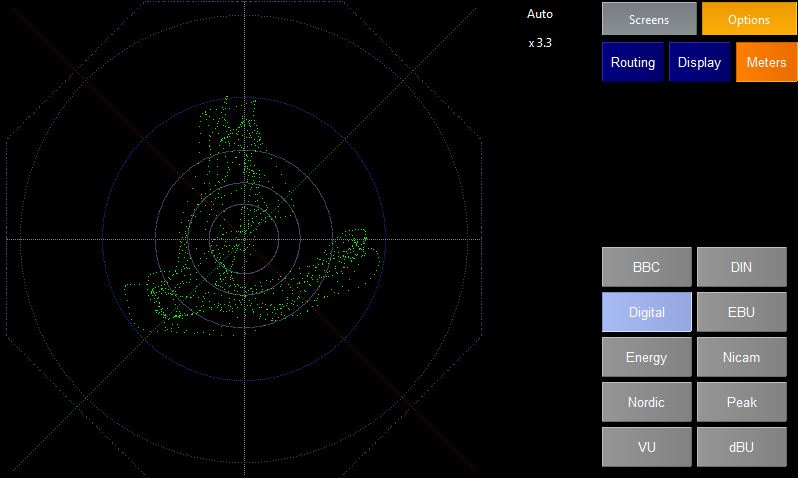 Auto
Screens
Options
x 3.3
Routing
Display
Meters
BBC
DIN
Digital
EBU
Energy
Nicam
Nordic
Peak
VU
dBU